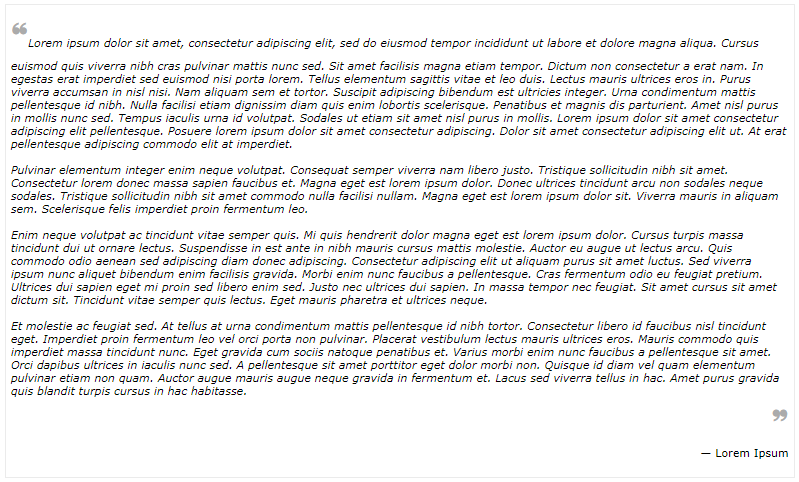 ❝ Lorem ipsum dolor sit amet, consectetur adipiscing elit, sed do eiusmod tempor incididunt ut labore et dolore magna aliqua. Cursus
euismod quis viverra nibh cras pulvinar mattis nunc sed. Sit amet facilisis magna etiam tempor. Dictum non consectetur a erat nam. In
egestas erat imperdiet sed euismod nisi porta lorem. Tellus elementum sagittis vitae et leo duis. Lectus mauris ultrices eros in. Purus
viverra accumsan in nisl nisi. Nam aliquam sem et tortor. Suscipit adipiscing bibendum est ultricies integer. Urna condimentum mattis
pellentesque id nibh. Nulla facilisi etiam dignissim diam quis enim lobortis scelerisque. Penatibus et magnis dis parturient. Amet nisl purus
in mollis nunc sed. Tempus iaculis urna id volutpat. Sodales ut etiam sit amet nisl purus in mollis. Lorem ipsum dolor sit amet consectetur
adipiscing elit pellentesque. Posuere lorem ipsum dolor sit amet consectetur adipiscing. Dolor sit amet consectetur adipiscing elit ut. At erat
pellentesque adipiscing commodo elit at imperdiet.
Pulvinar elementum integer enim neque volutpat. Consequat semper viverra nam libero justo. Tristique sollicitudin nibh sit amet.
Consectetur lorem donec massa sapien faucibus et. Magna eget est lorem ipsum dolor. Donec ultrices tincidunt arcu non sodales neque
sodales. Tristique sollicitudin nibh sit amet commodo nulla facilisi nullam. Magna eget est lorem ipsum dolor sit. Viverra mauris in aliquam
sem. Scelerisque felis imperdiet proin fermentum leo.
Enim neque volutpat ac tincidunt vitae semper quis. Mi quis hendrerit dolor magna eget est lorem ipsum dolor. Cursus turpis massa
tincidunt dui ut ornare lectus. Suspendisse in est ante in nibh mauris cursus mattis molestie. Auctor eu augue ut lectus arcu. Quis
commodo odio aenean sed adipiscing diam donec adipiscing. Consectetur adipiscing elit ut aliquam purus sit amet luctus. Sed viverra
ipsum nunc aliquet bibendum enim facilisis gravida. Morbi enim nunc faucibus a pellentesque. Cras fermentum odio eu feugiat pretium.
Ultrices dui sapien eget mi proin sed libero enim sed. Justo nec ultrices dui sapien. In massa tempor nec feugiat. Sit amet cursus sit amet
dictum sit. Tincidunt vitae semper quis lectus. Eget mauris pharetra et ultrices neque.
Et molestie ac feugiat sed. At tellus at urna condimentum mattis pellentesque id nibh tortor. Consectetur libero id faucibus nisl tincidunt
eget. Imperdiet proin fermentum leo vel orci porta non pulvinar. Placerat vestibulum lectus mauris ultrices eros. Mauris commodo quis
imperdiet massa tincidunt nunc. Eget gravida cum sociis natoque penatibus et. Varius morbi enim nunc faucibus a pellentesque sit amet.
Orci dapibus ultrices in iaculis nunc sed. A pellentesque sit amet porttitor eget dolor morbi non. Quisque id diam vel quam elementum
pulvinar etiam non quam. Auctor augue mauris augue neque gravida in fermentum et. Lacus sed viverra tellus in hac. Amet purus gravida
quis blandit turpis cursus in hac habitasse.
❞
— Lorem Ipsum